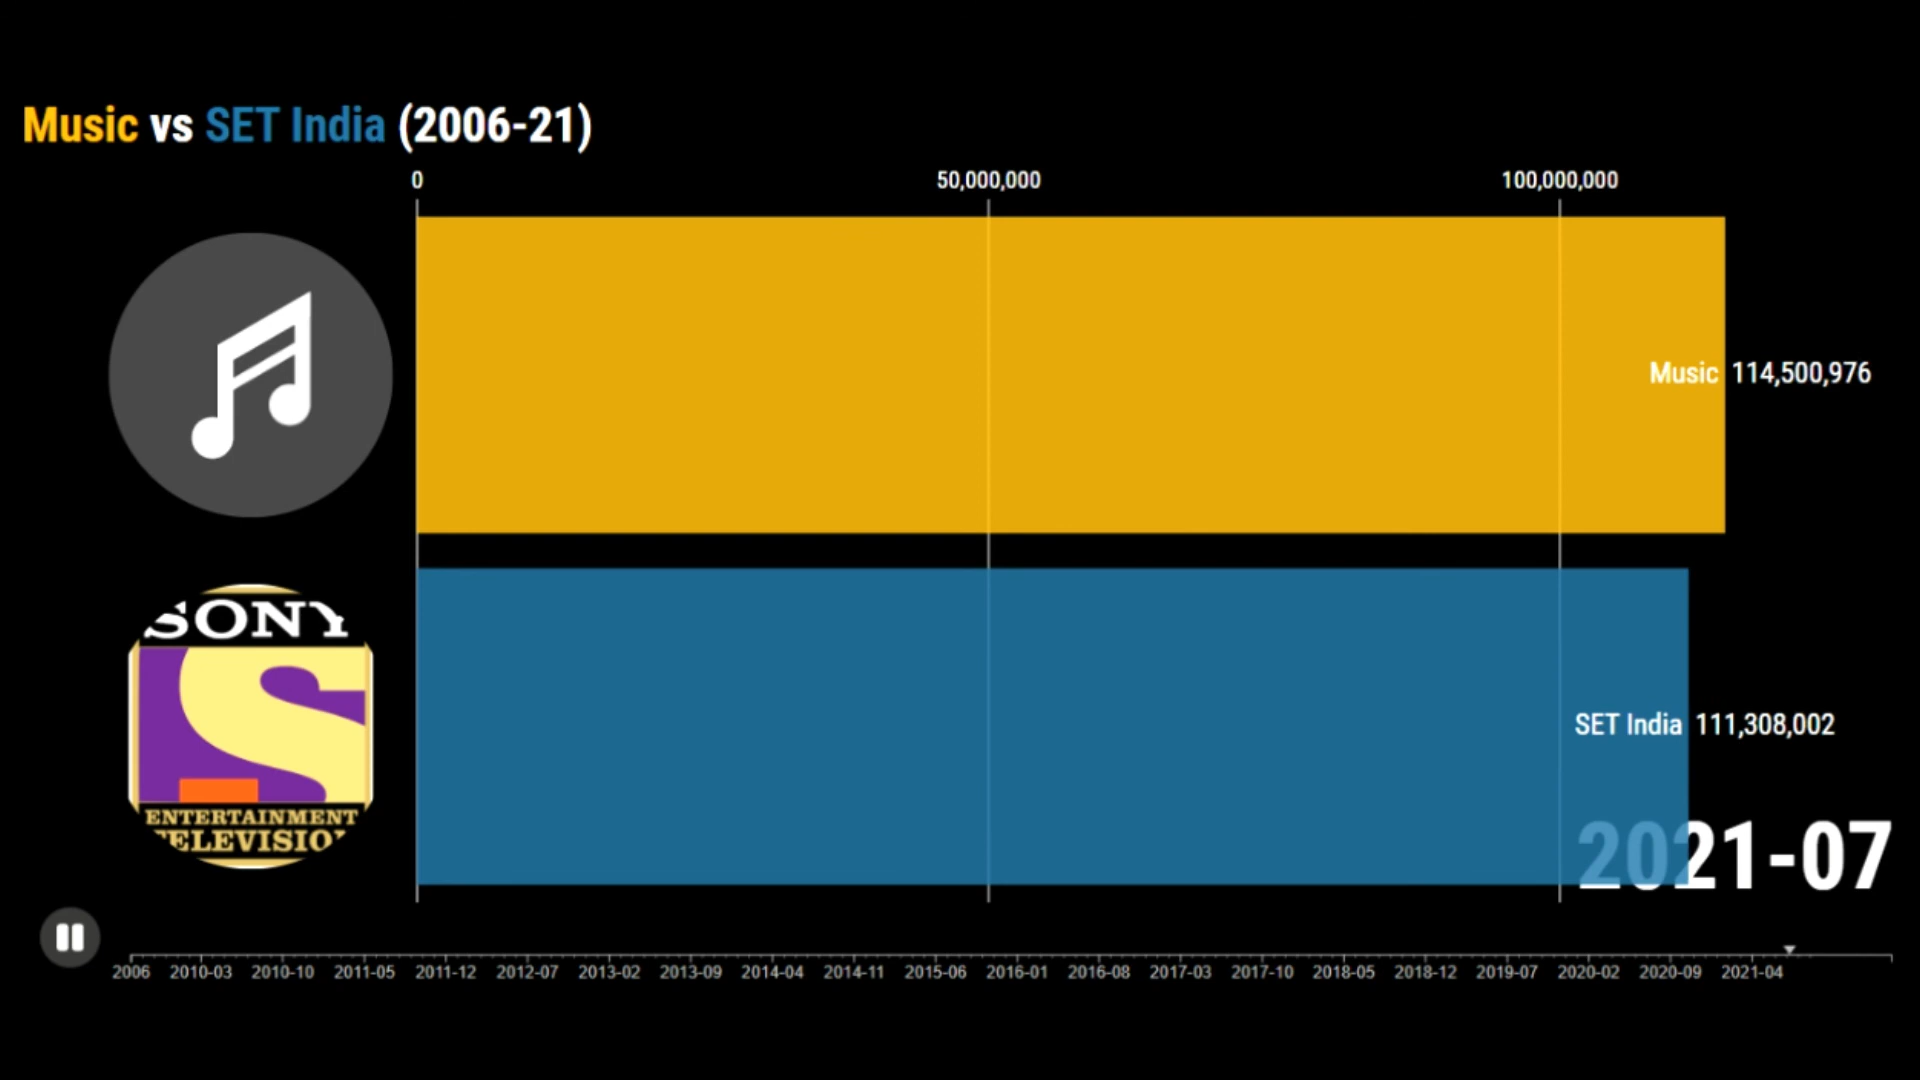 Music vs SET India (2006-21)
0 50,000,000 100,000,000
Music 114,500,976
SONY
SET India 111,308,002
ENTERTAINMENT
TELEVISION
2021-07
2006 2010-03 2010-10 2011-05 2011-12 2012-07 2013-02 2013-09 2014-04 2014-11 2015-06 2016-01 2016-08 2017-03 2017-10 2018-05 2018-12 2019-07 2020-02 2020-09 2021-04